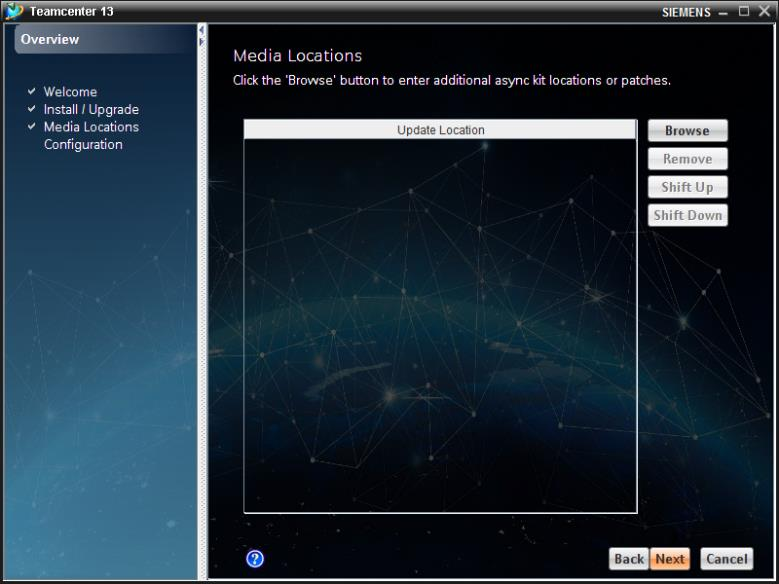 Teamcenter 13
SIEMENS
Overview
Welcome
Install / Upgrade
Media Locations
Configuration
Media Locations
Click the 'Browse' button to enter additional async kit locations or patches.
Update Location
Browse
Remove
Shift Up
Shift Down
?
Back
Next
Cancel